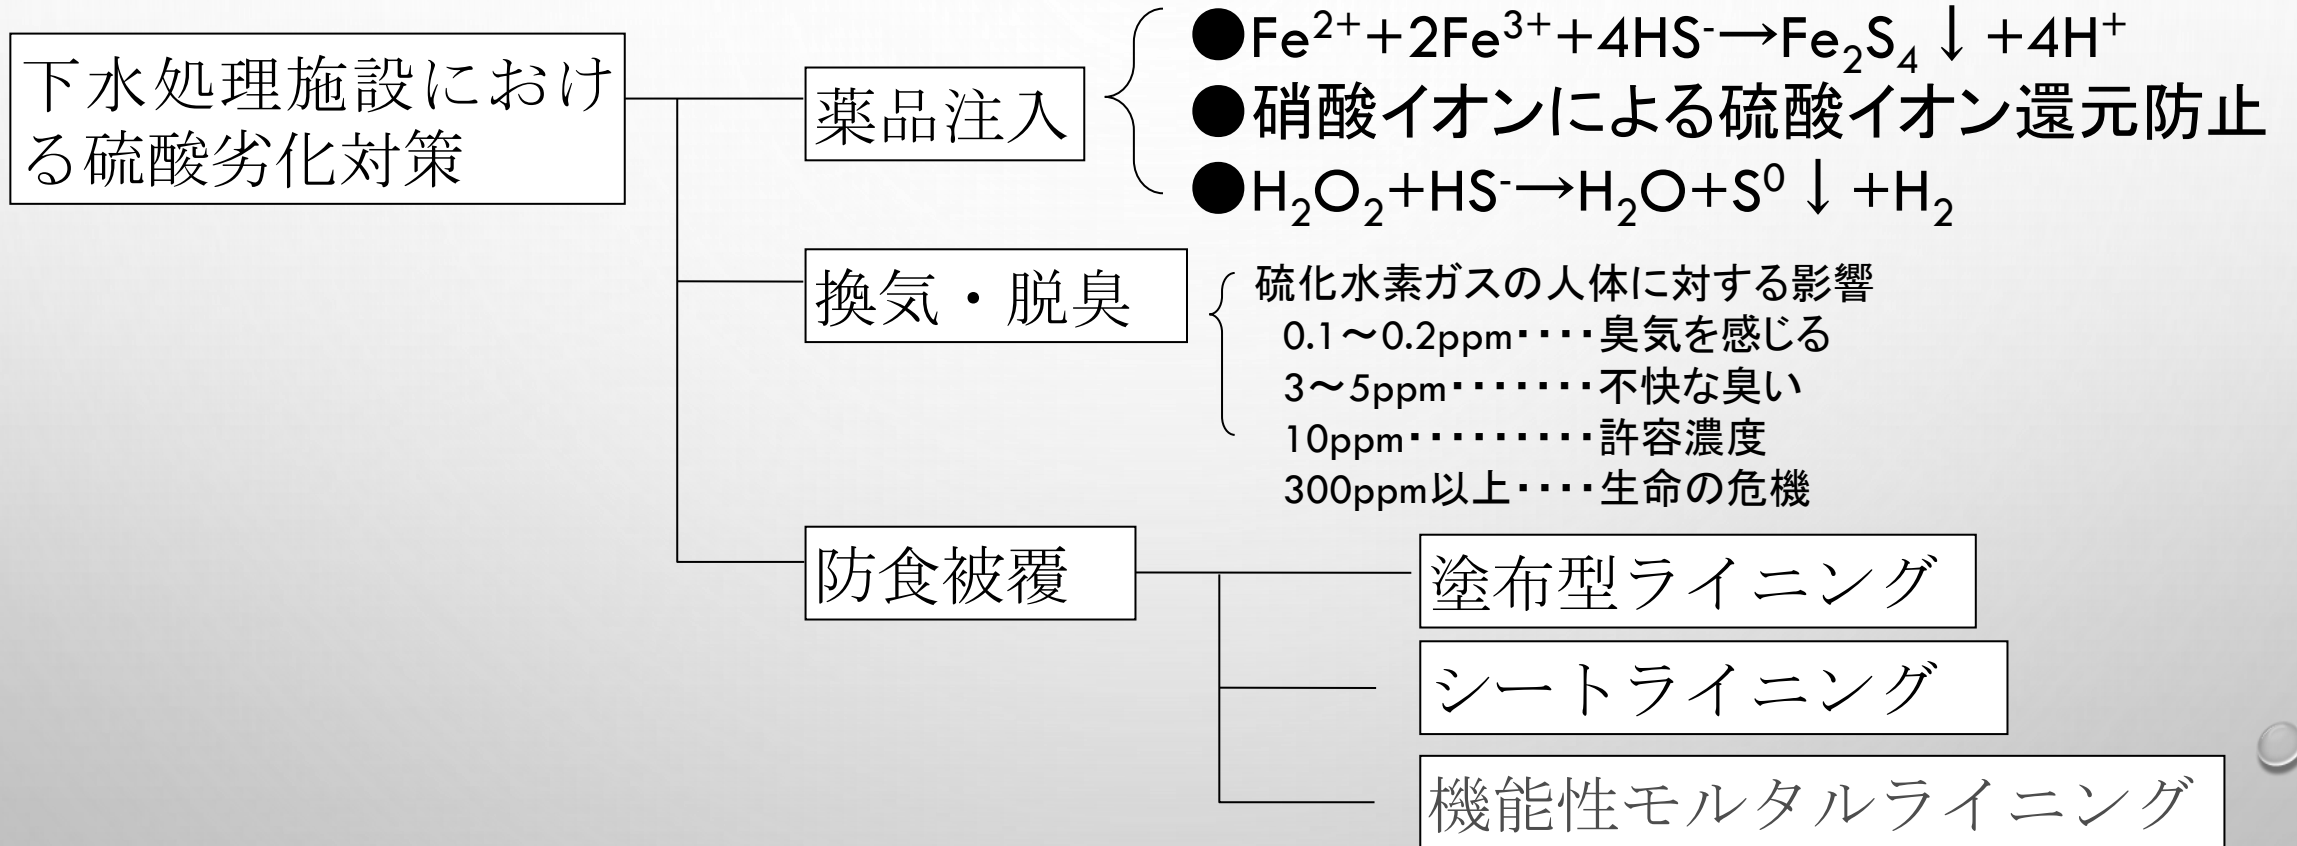 下水処理施設におけ
る硫酸劣化対策
薬品注入
●Fe²⁺+2Fe³⁺+4HS⁻→Fe₂S₄↓+4H⁺
●硝酸イオンによる硫酸イオン還元防止
●H₂O₂+HS⁻→H₂O+S⁰↓+H₂
換気・脱臭
硫化水素ガスの人体に対する影響
0.1～0.2ppm････臭気を感じる
3～5ppm･･･････不快な臭い
10ppm･････････許容濃度
300ppm以上････生命の危機
防食被覆
塗布型ライニング
シートライニング
機能性モルタルライニング